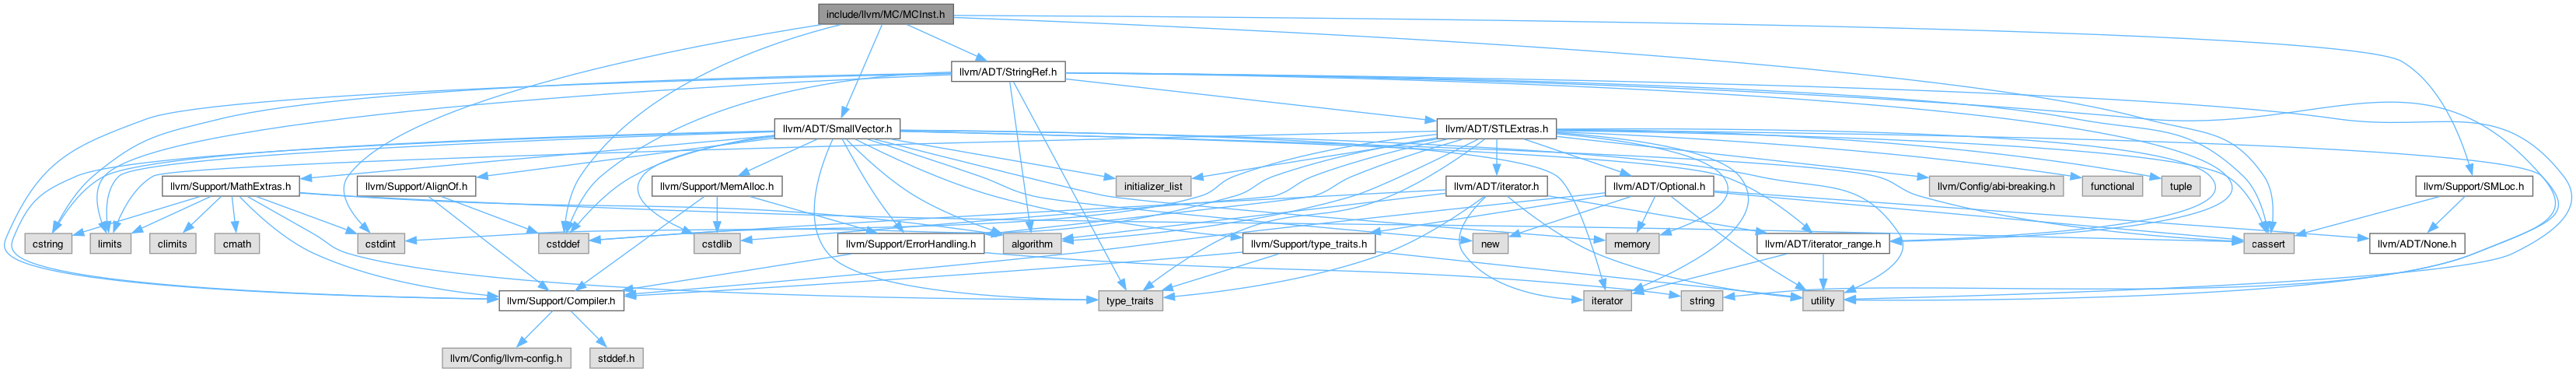 include/llvm/MC/MCInst.h
llvm/ADT/StringRef.h
llvm/ADT/SmallVector.h
llvm/ADT/STLExtras.h
llvm/Support/MathExtras.h
llvm/Support/AlignOf.h
llvm/Support/MemAlloc.h
initializer_list
llvm/ADT/iterator.h
llvm/ADT/Optional.h
llvm/Config/abi-breaking.h
functional
tuple
llvm/Support/SMLoc.h
cstring
limits
climits
cmath
cstdint
cstddef
cstdlib
llvm/Support/ErrorHandling.h
algorithm
llvm/Support/type_traits.h
new
memory
llvm/ADT/iterator_range.h
cassert
llvm/ADT/None.h
llvm/Support/Compiler.h
type_traits
iterator
string
utility
llvm/Config/llvm-config.h
stddef.h